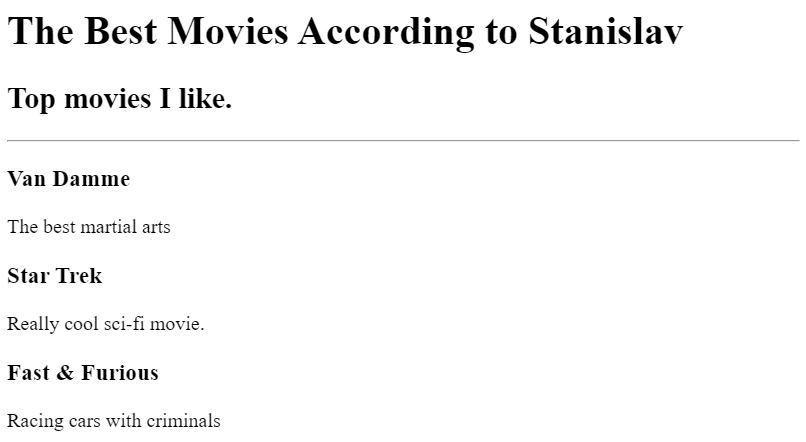 The Best Movies According to Stanislav
Top movies I like.
Van Damme
The best martial arts
Star Trek
Really cool sci-fi movie.
Fast & Furious
Racing cars with criminals